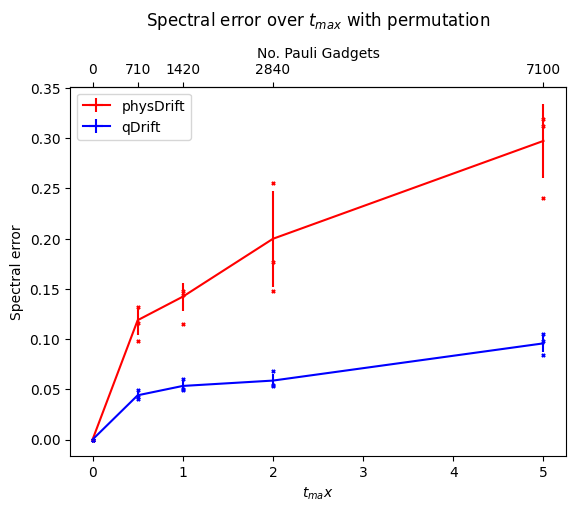 Spectral error over $t_{max}$ with permutation
No. Pauli Gadgets
0 710 1420 2840 7100
0.35
0.30
0.25
0.20
0.15
0.10
0.05
0.00
Spectral error
physDrift
qDrift
0 1 2 3 4 5
$t_{ma}x$